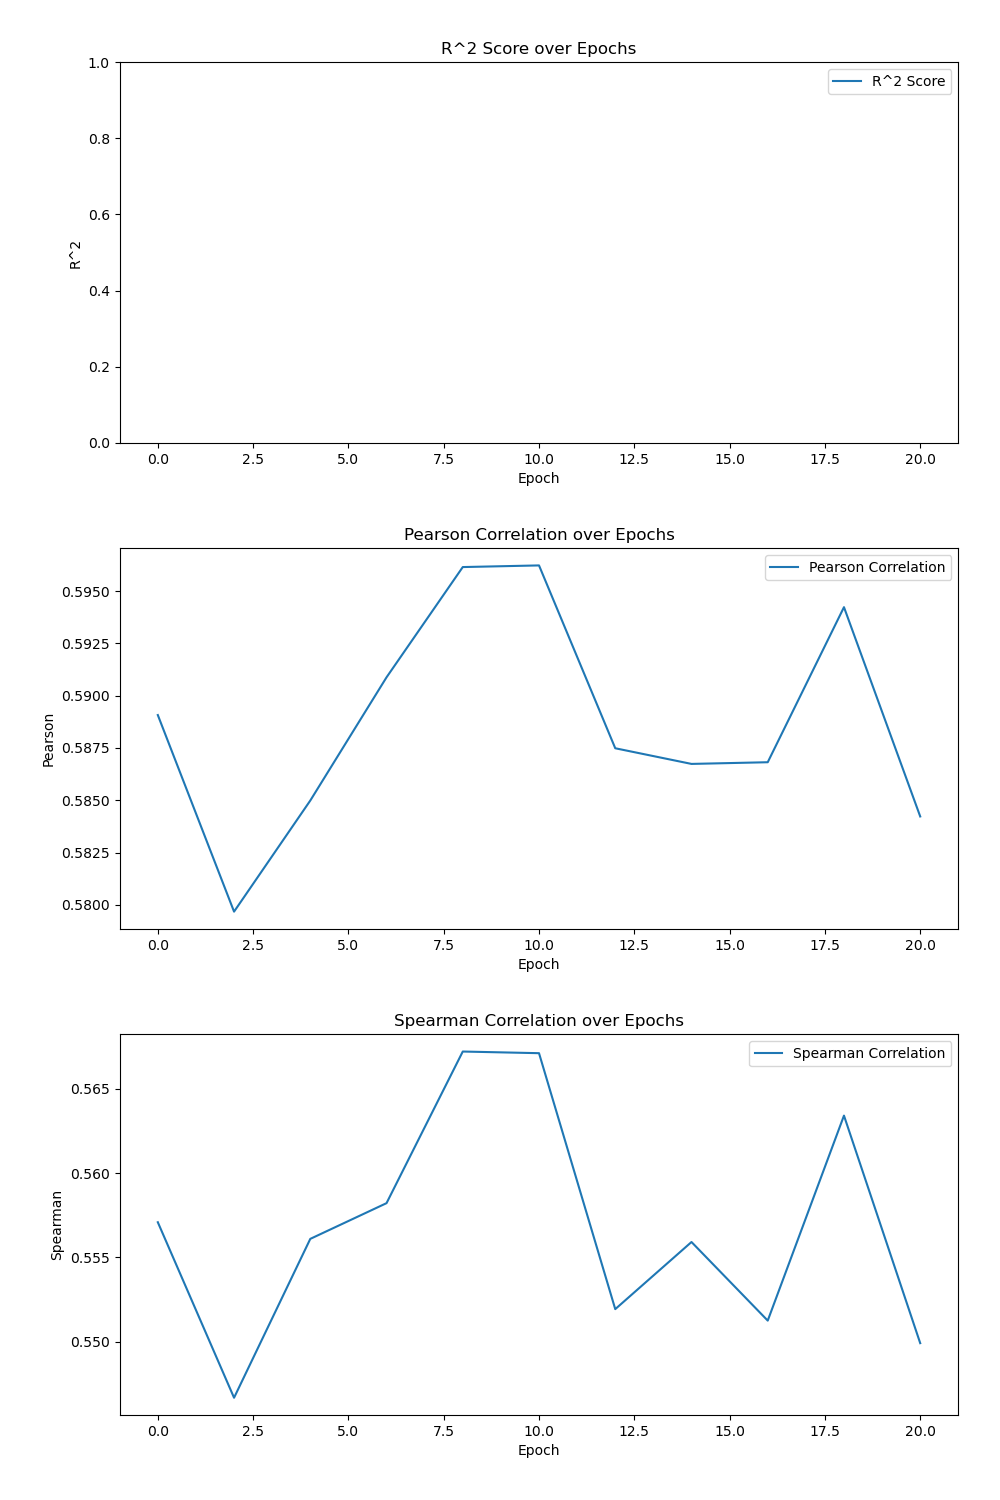 R^2 Score over Epochs
R^2 Score
1.0
0.8
0.6
0.4
0.2
0.0
R^2
0.0 2.5 5.0 7.5 10.0 12.5 15.0 17.5 20.0
Epoch
Pearson Correlation over Epochs
Pearson Correlation
0.5950
0.5925
0.5900
0.5875
0.5850
0.5825
0.5800
Pearson
0.0 2.5 5.0 7.5 10.0 12.5 15.0 17.5 20.0
Epoch
Spearman Correlation over Epochs
Spearman Correlation
0.565
0.560
0.555
0.550
Spearman
0.0 2.5 5.0 7.5 10.0 12.5 15.0 17.5 20.0
Epoch